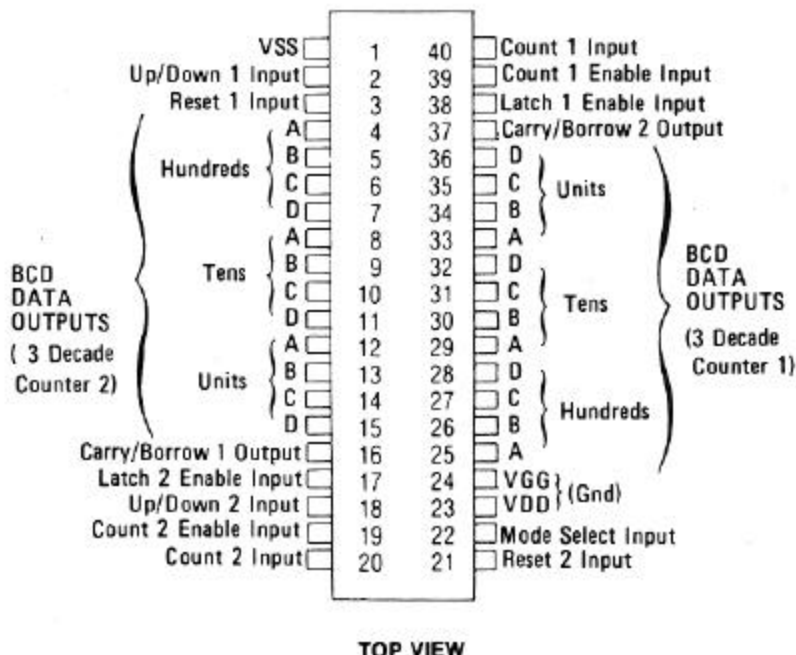 VSS 1 40 Count 1 Input
Up/Down 1 Input 2 39 Count 1 Enable Input
Reset 1 Input 3 38 Latch 1 Enable Input
A 4 37 Carry/Borrow 2 Output
B 5 36 D
Hundreds
C 6 35 C
Units
D 7 34 B
A 8 33 A
B 9 32 D
Tens
C 10 31 C
Tens
D 11 30 B
A 12 29 A
B 13 28 D
Units
C 14 27 C
Hundreds
D 15 26 B
Carry/Borrow 1 Output 16 25 A
Latch 2 Enable Input 17 24 VGG
(Gnd)
Up/Down 2 Input 18 23 VDD
Count 2 Enable Input 19 22 Mode Select Input
Count 2 Input 20 21 Reset 2 Input
BCD
DATA
OUTPUTS
( 3 Decade
Counter 2)
BCD
DATA
OUTPUTS
(3 Decade
Counter 1)
TOP VIEW